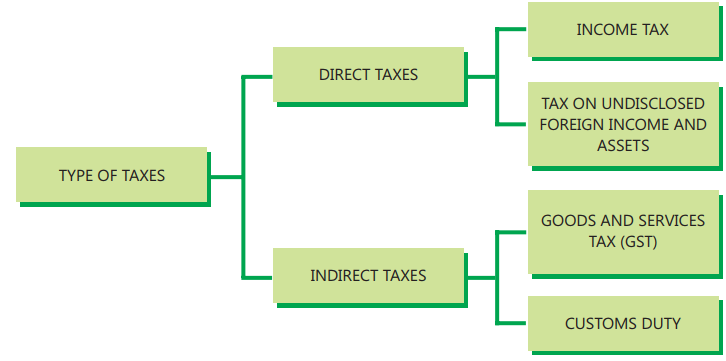 TYPE OF TAXES
DIRECT TAXES
INCOME TAX
TAX ON UNDISCLOSED
FOREIGN INCOME AND
ASSETS
INDIRECT TAXES
GOODS AND SERVICES
TAX (GST)
CUSTOMS DUTY